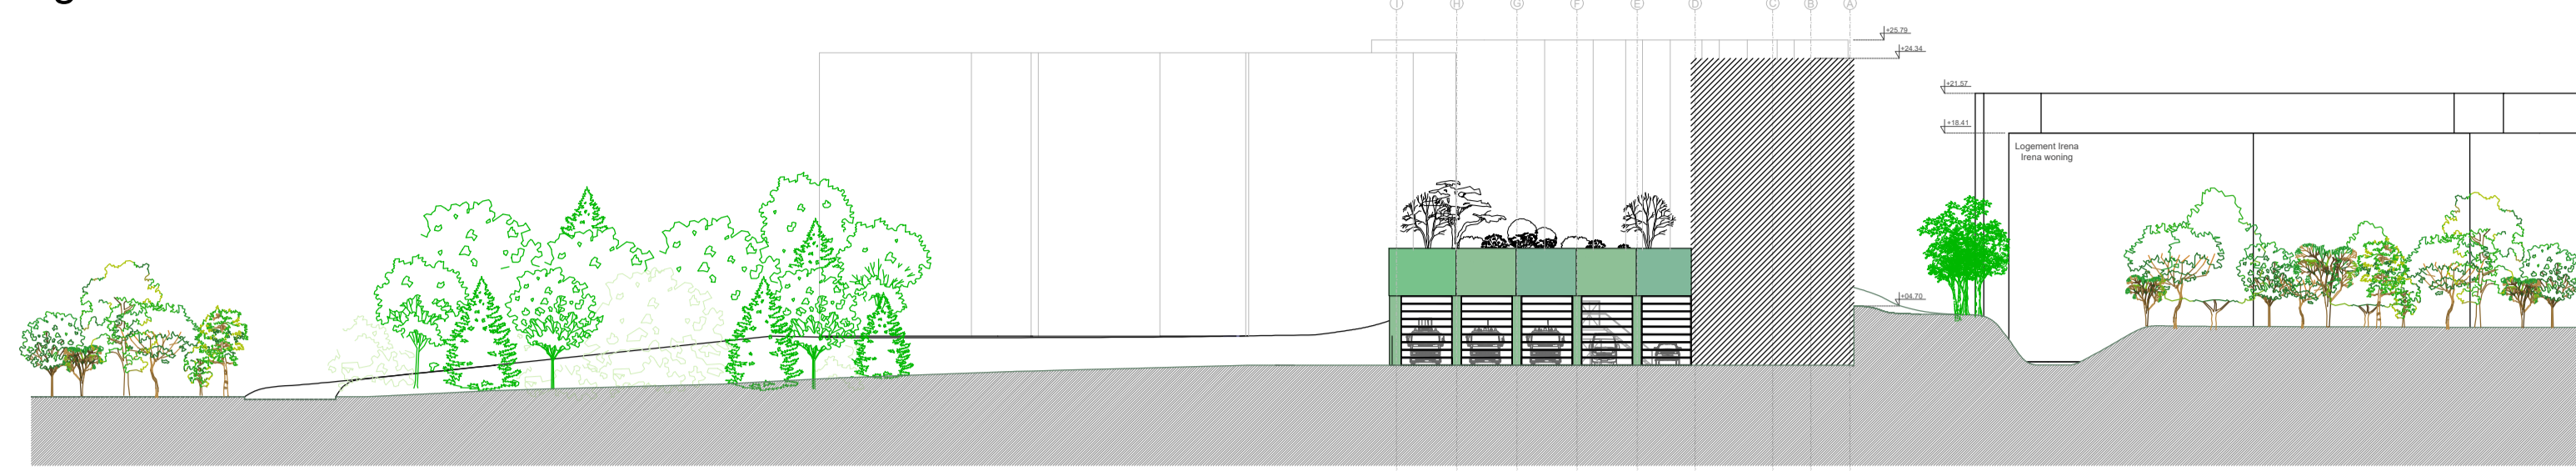 I H G F E D C B A
+25.79
+24.34
+21.57
+18.41
Logement Irena
Irena woning
+04.70